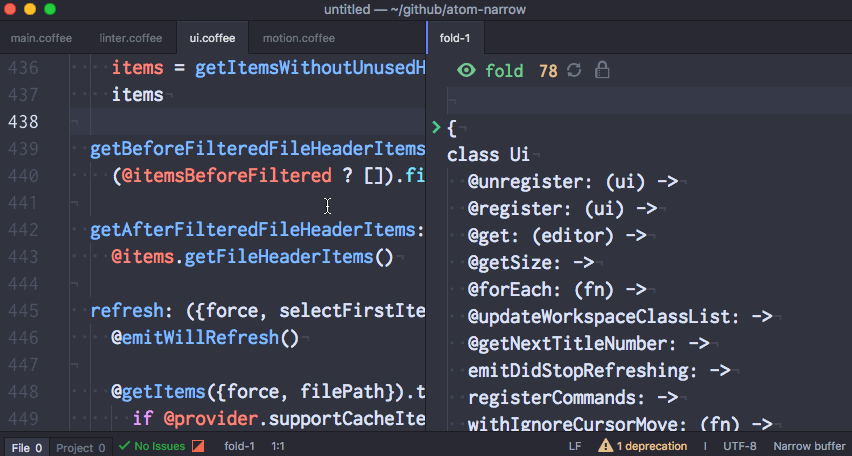 untitled — ~/github/atom-narrow
main.coffee linter.coffee ui.coffee motion.coffee
436 items = getItemsWithoutUnusedH
437 items
438
439 getBeforeFilteredFileHeaderItems
440 (@itemsBeforeFiltered ? []).fi
441
442 getAfterFilteredFileHeaderItems:
443 @items.getFileHeaderItems()
444
445 refresh: ({force, selectFirstIte
446 @emitWillRefresh()
447
448 @getItems({force, filePath}).t
449 if @provider.supportCacheIte
fold-1
fold 78
{
class Ui
@unregister: (ui) ->
@register: (ui) ->
@get: (editor) ->
@getSize: ->
@forEach: (fn) ->
@updateWorkspaceClassList: ->
@getNextTitleNumber: ->
emitDidStopRefreshing: ->
registerCommands: ->
withIgnoreCursorMove: (fn) ->
File 0 Project 0 No Issues fold-1 1:1 LF 1 deprecation I UTF-8 Narrow buffer